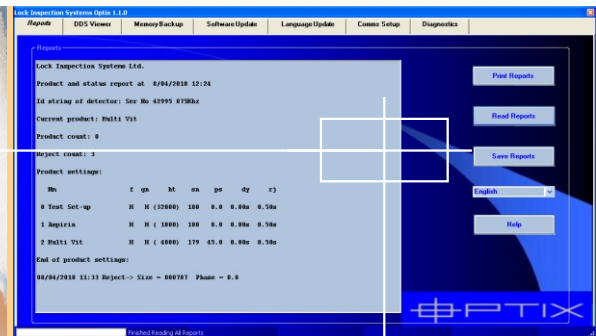 Lock Inspection Systems Optix 1.1.0
Reports DDS Viewer Memory Backup Software Update Language Update Comms Setup Diagnostics
Reports
Lock Inspection Systems Ltd.
Product and status report at 8/04/2010 12:24
Id string of detector: Ser No 42995 875Khz
Current product: Multi Vit
Product count: 0
Reject count: 3
Product settings:
Mn f gn ht sn ps dy rj
0 Test Set-up M H (32000) 100 0.0 0.00s 0.50s
1 Aspirin M H ( 1000) 100 0.0 0.00s 0.50s
2 Multi Vit M H ( 4000) 179 45.0 0.00s 0.50s
End of product settings:
08/04/2010 11:33 Reject-> Size = 000787 Phase = 0.0
Print Reports
Read Reports
Save Reports
English
Help
OPTIX
Finished Reading All Reports